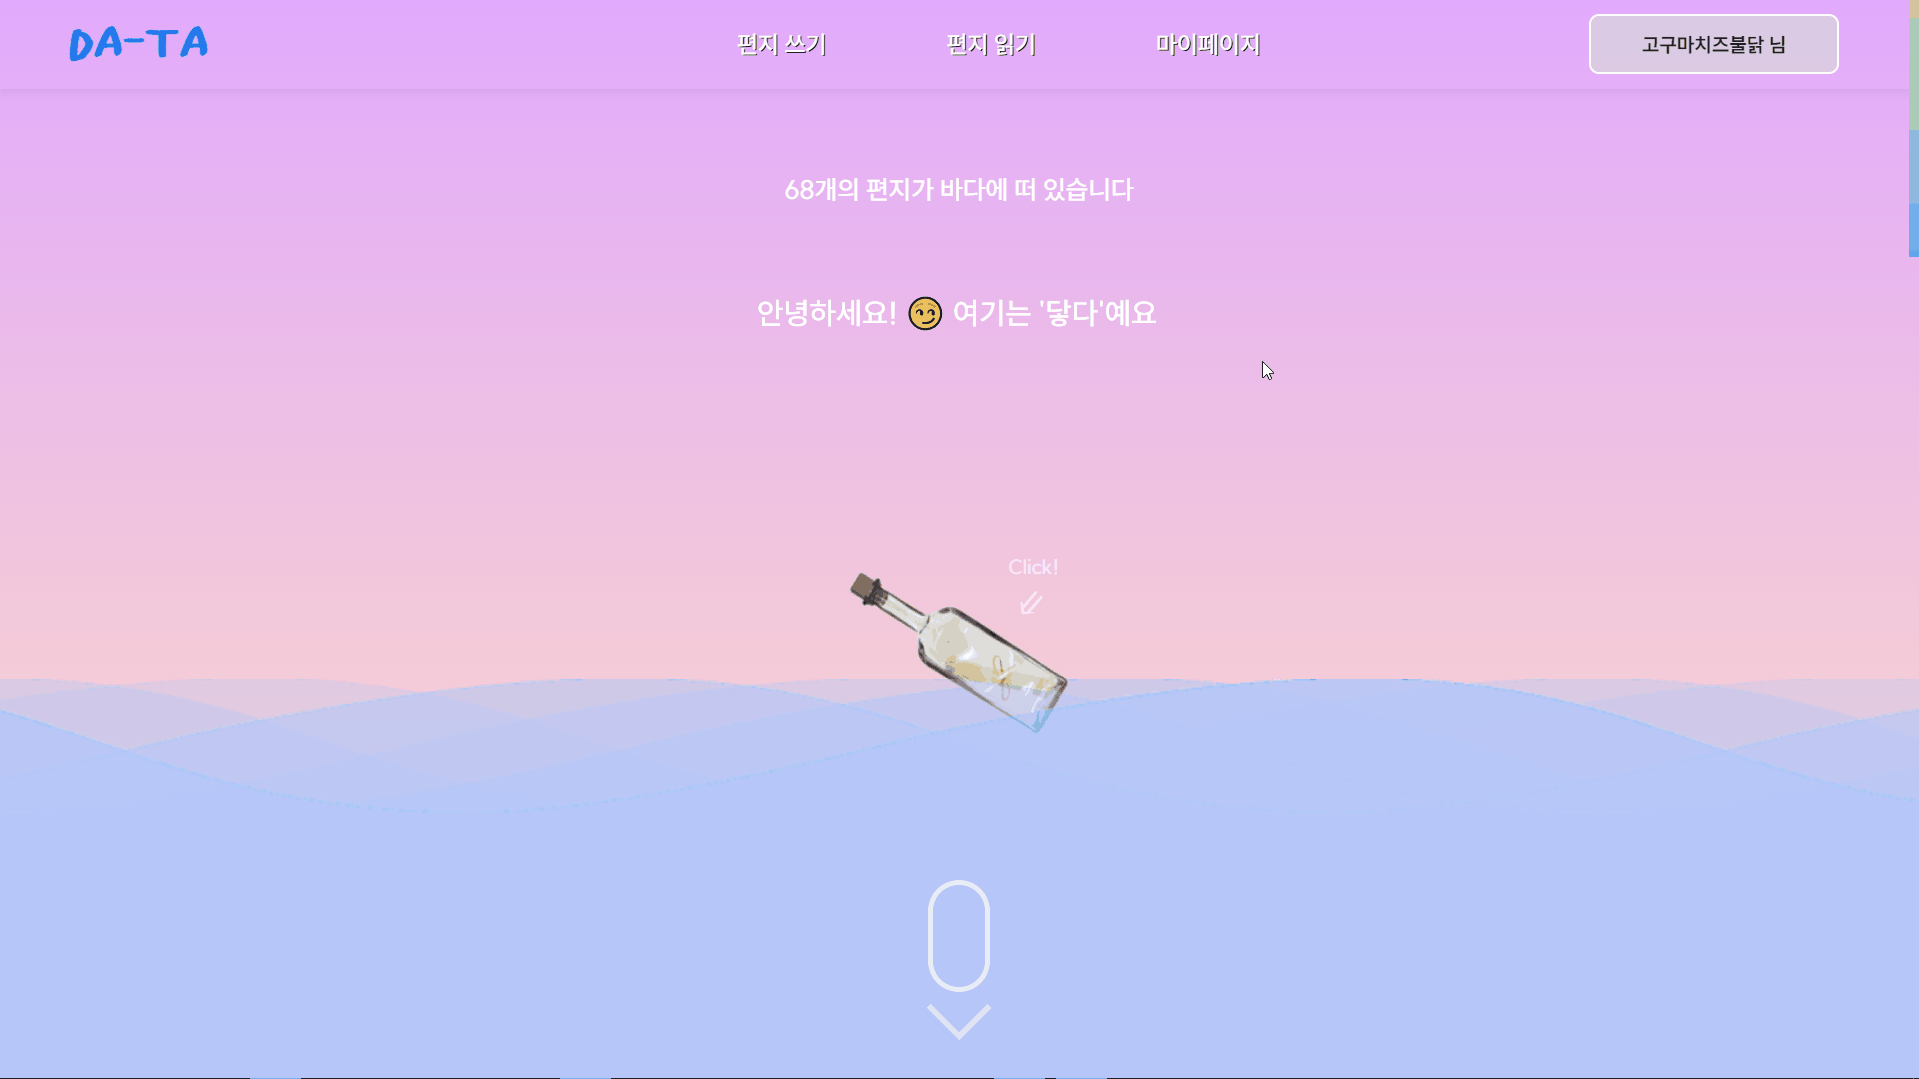 DA-TA
편지 쓰기
편지 읽기
마이페이지
고구마치즈불닭 님
68개의 편지가 바다에 떠 있습니다
안녕하세요! 😏 여기는 '닿다'예요
Click!